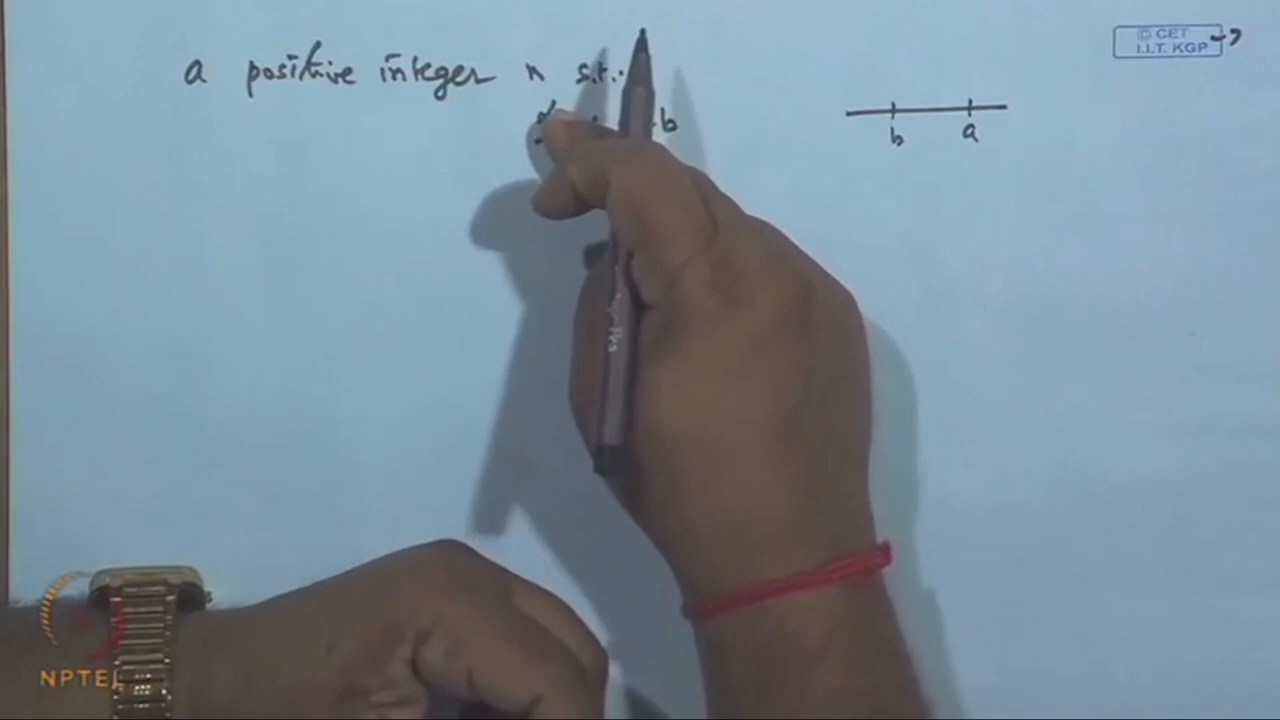 a positive integer n s.t.
b
b a
© CET
I.I.T. KGP
NPTEL